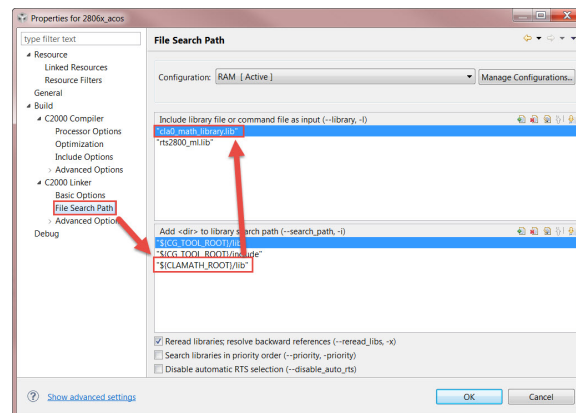 Properties for 2806x_acos
type filter text
File Search Path
Resource
Linked Resources
Resource Filters
General
Build
C2000 Compiler
Processor Options
Optimization
Include Options
Advanced Options
C2000 Linker
Basic Options
File Search Path
Advanced Option
Debug
Configuration: RAM [ Active ]
Manage Configurations...
Include library file or command file as input (--library, -l)
"cla0_math_library.lib"
"rts2800_ml.lib"
Add <dir> to library search path (--search_path, -i)
"${CG_TOOL_ROOT}/lib"
"${CG_TOOL_ROOT}/include"
"${CLAMATH_ROOT}/lib"
Reread libraries; resolve backward references (--reread_libs, -x)
Search libraries in priority order (--priority, -priority)
Disable automatic RTS selection (--disable_auto_rts)
Show advanced settings
OK
Cancel